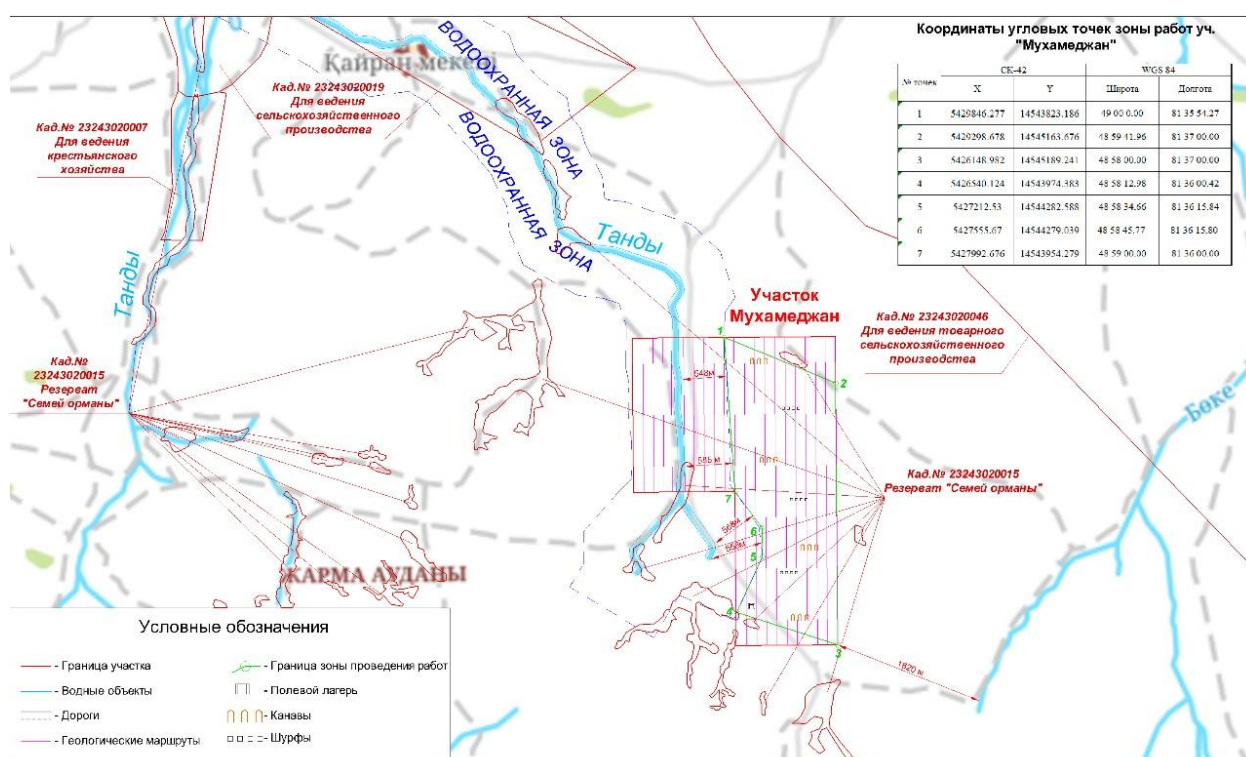 Координаты угловых точек зоны работ уч.
"Мухамеджан"
№ точек СК-42 WGS 84
X Y Широта Долгота
1 5429846.277 14543823.186 49 00 0.00 81 35 54.27
2 5429298.678 14545163.676 48 59 41.96 81 37 00.00
3 5426148.982 14545189.241 48 58 00.00 81 37 00.00
4 5426540.124 14543974.383 48 58 12.98 81 36 00.42
5 5427212.53 14544282.588 48 58 34.66 81 36 15.84
6 5427555.67 14544279.039 48 58 45.77 81 36 15.80
7 5427992.676 14543954.279 48 59 00.00 81 36 00.00
ВОДООХРАННАЯ ЗОНА
ВОДООХРАННАЯ ЗОНА
Қайран мекені
Кад.№ 23243020019
Для ведения
сельскохозяйственного
производства
Кад.№ 23243020007
Для ведения
крестьянского
хозяйства
Танды
Танды
Участок
Мухамеджан
Кад.№ 23243020046
Для ведения товарного
сельскохозяйственного
производства
Кад.№
23243020015
Резерват
"Семей орманы"
Бөке
1
2
548м
585 м
7
Кад.№ 23243020015
Резерват "Семей орманы"
6
5
4
3
1820 м
ЖАРМА АУДАНЫ
Условные обозначения
- Граница участка
- Водные объекты
- Дороги
- Геологические маршруты
- Граница зоны проведения работ
- Полевой лагерь
- Канавы
- Шурфы